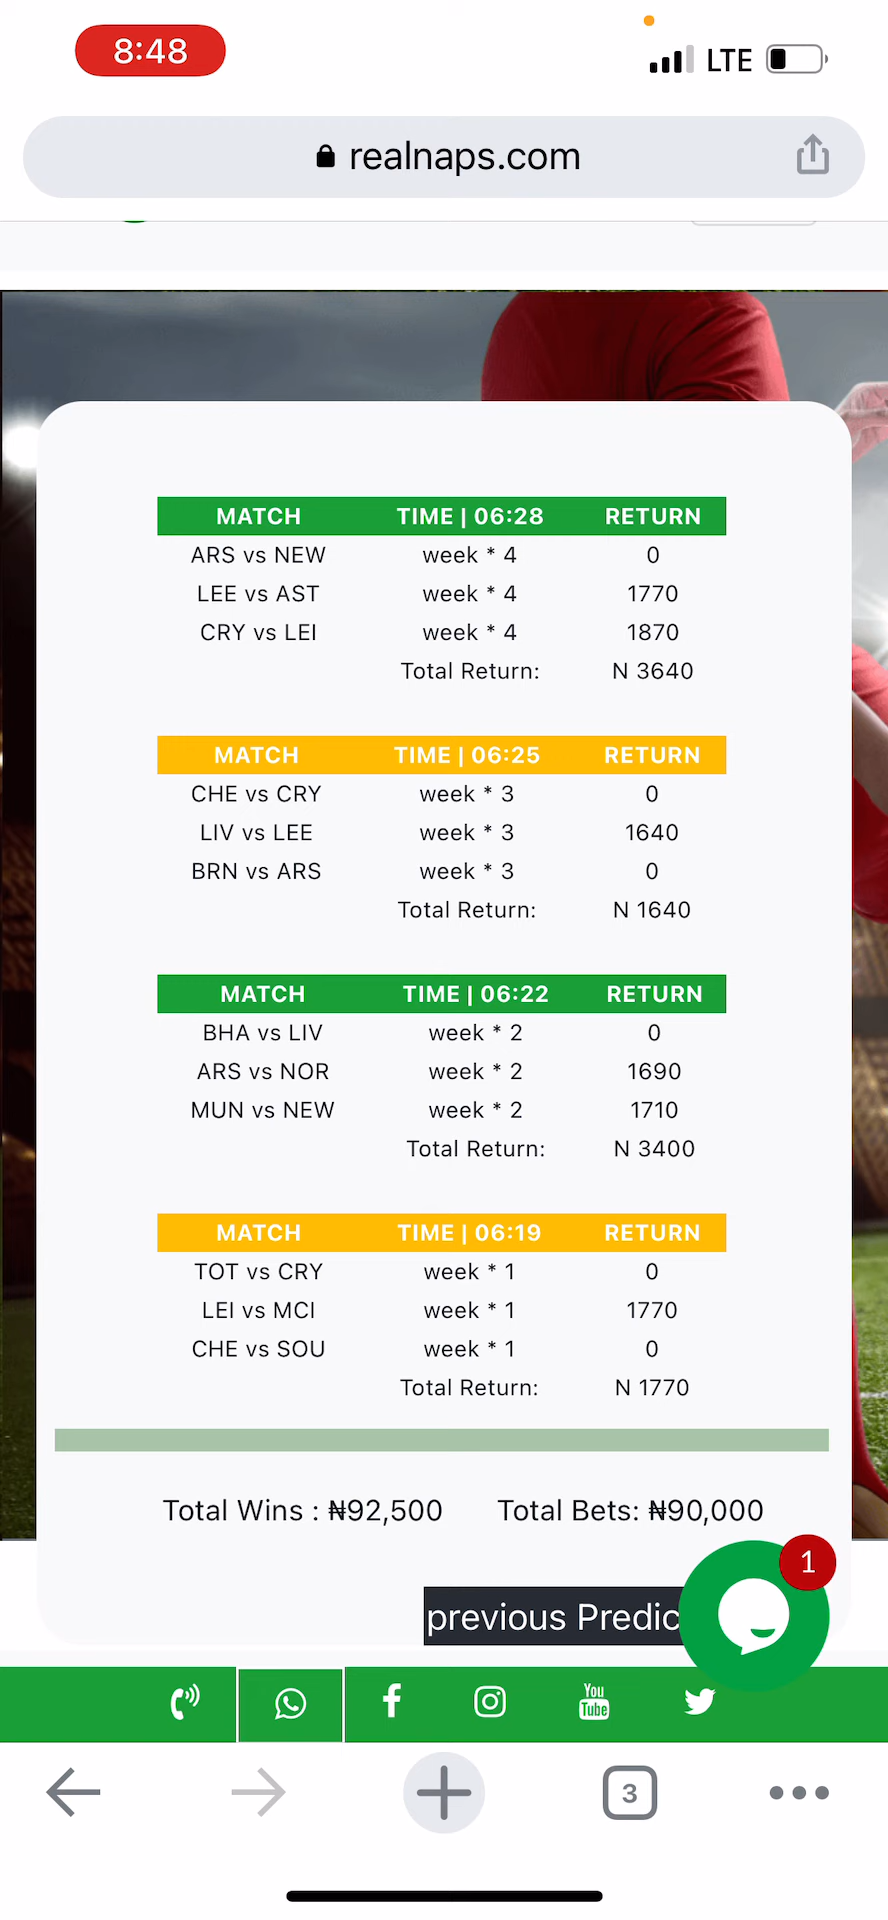 8:48
LTE
realnaps.com
MATCH TIME | 06:28 RETURN
ARS vs NEW week * 4 0
LEE vs AST week * 4 1770
CRY vs LEI week * 4 1870
Total Return: N 3640
MATCH TIME | 06:25 RETURN
CHE vs CRY week * 3 0
LIV vs LEE week * 3 1640
BRN vs ARS week * 3 0
Total Return: N 1640
MATCH TIME | 06:22 RETURN
BHA vs LIV week * 2 0
ARS vs NOR week * 2 1690
MUN vs NEW week * 2 1710
Total Return: N 3400
MATCH TIME | 06:19 RETURN
TOT vs CRY week * 1 0
LEI vs MCI week * 1 1770
CHE vs SOU week * 1 0
Total Return: N 1770
Total Wins : ₦92,500 Total Bets: ₦90,000
1
previous Predic
You
Tube
3